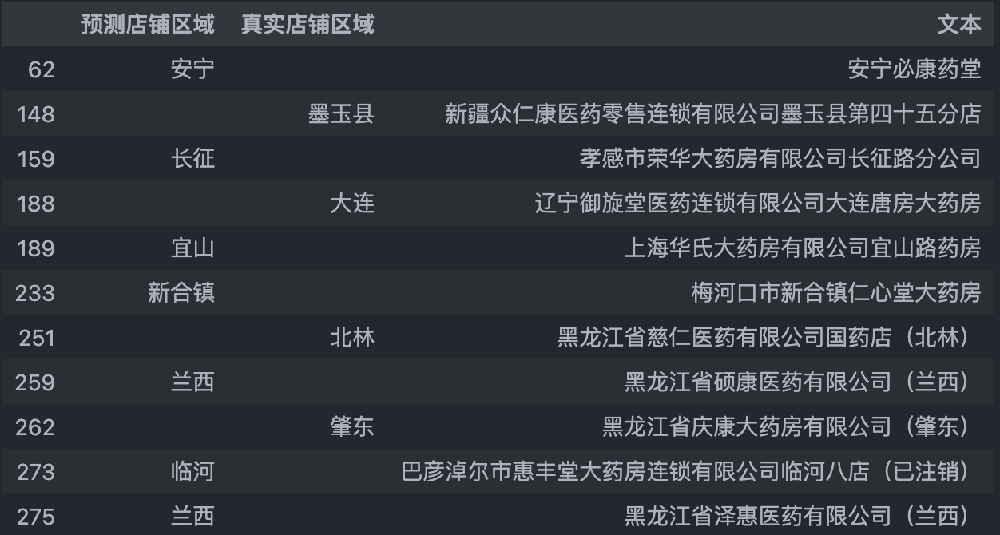 预测店铺区域 真实店铺区域 文本
62 安宁 安宁必康药堂
148 墨玉县 新疆众仁康医药零售连锁有限公司墨玉县第四十五分店
159 长征 孝感市荣华大药房有限公司长征路分公司
188 大连 辽宁御旋堂医药连锁有限公司大连唐房大药房
189 宜山 上海华氏大药房有限公司宜山路药房
233 新合镇 梅河口市新合镇仁心堂大药房
251 北林 黑龙江省慈仁医药有限公司国药店（北林）
259 兰西 黑龙江省硕康医药有限公司（兰西）
262 肇东 黑龙江省庆康大药房有限公司（肇东）
273 临河 巴彦淖尔市惠丰堂大药房连锁有限公司临河八店（已注销）
275 兰西 黑龙江省泽惠医药有限公司（兰西）